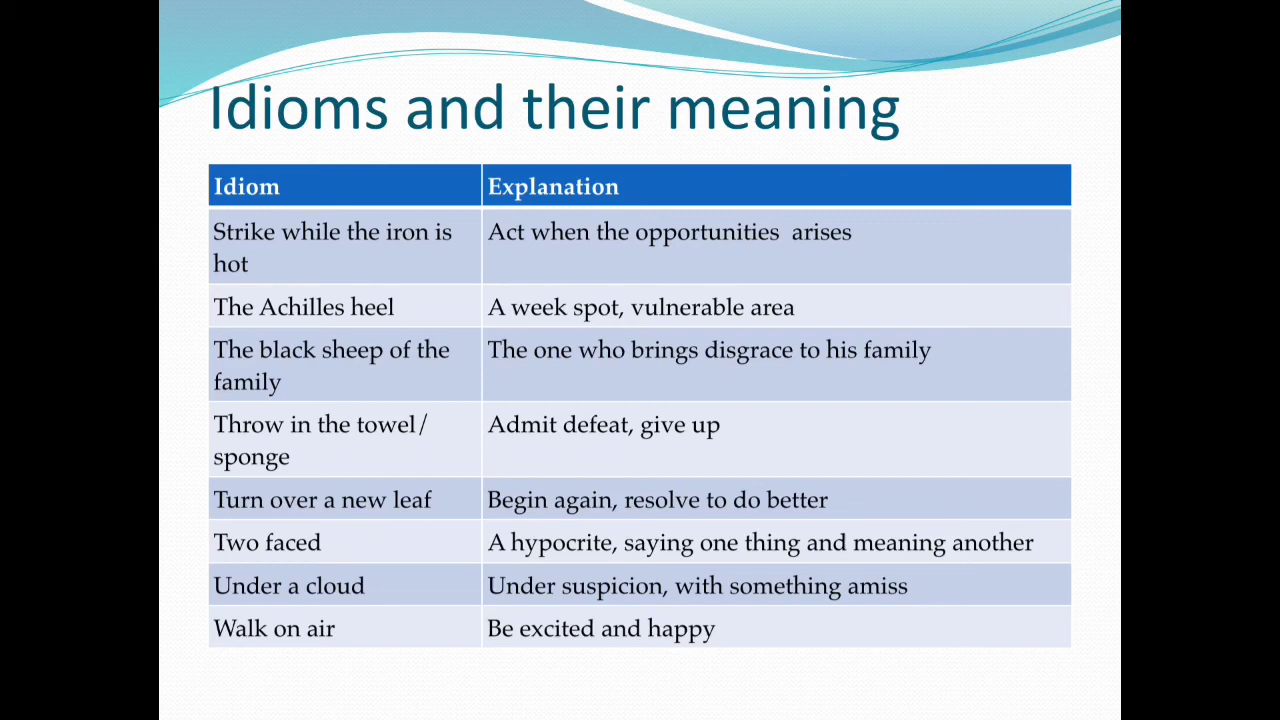 Idioms and their meaning
Idiom
Explanation
Strike while the iron is
hot
Act when the opportunities  arises
The Achilles heel
A week spot, vulnerable area
The black sheep of the
family
The one who brings disgrace to his family
Throw in the towel/
sponge
Admit defeat, give up
Turn over a new leaf
Begin again, resolve to do better
Two faced
A hypocrite, saying one thing and meaning another
Under a cloud
Under suspicion, with something amiss
Walk on air
Be excited and happy